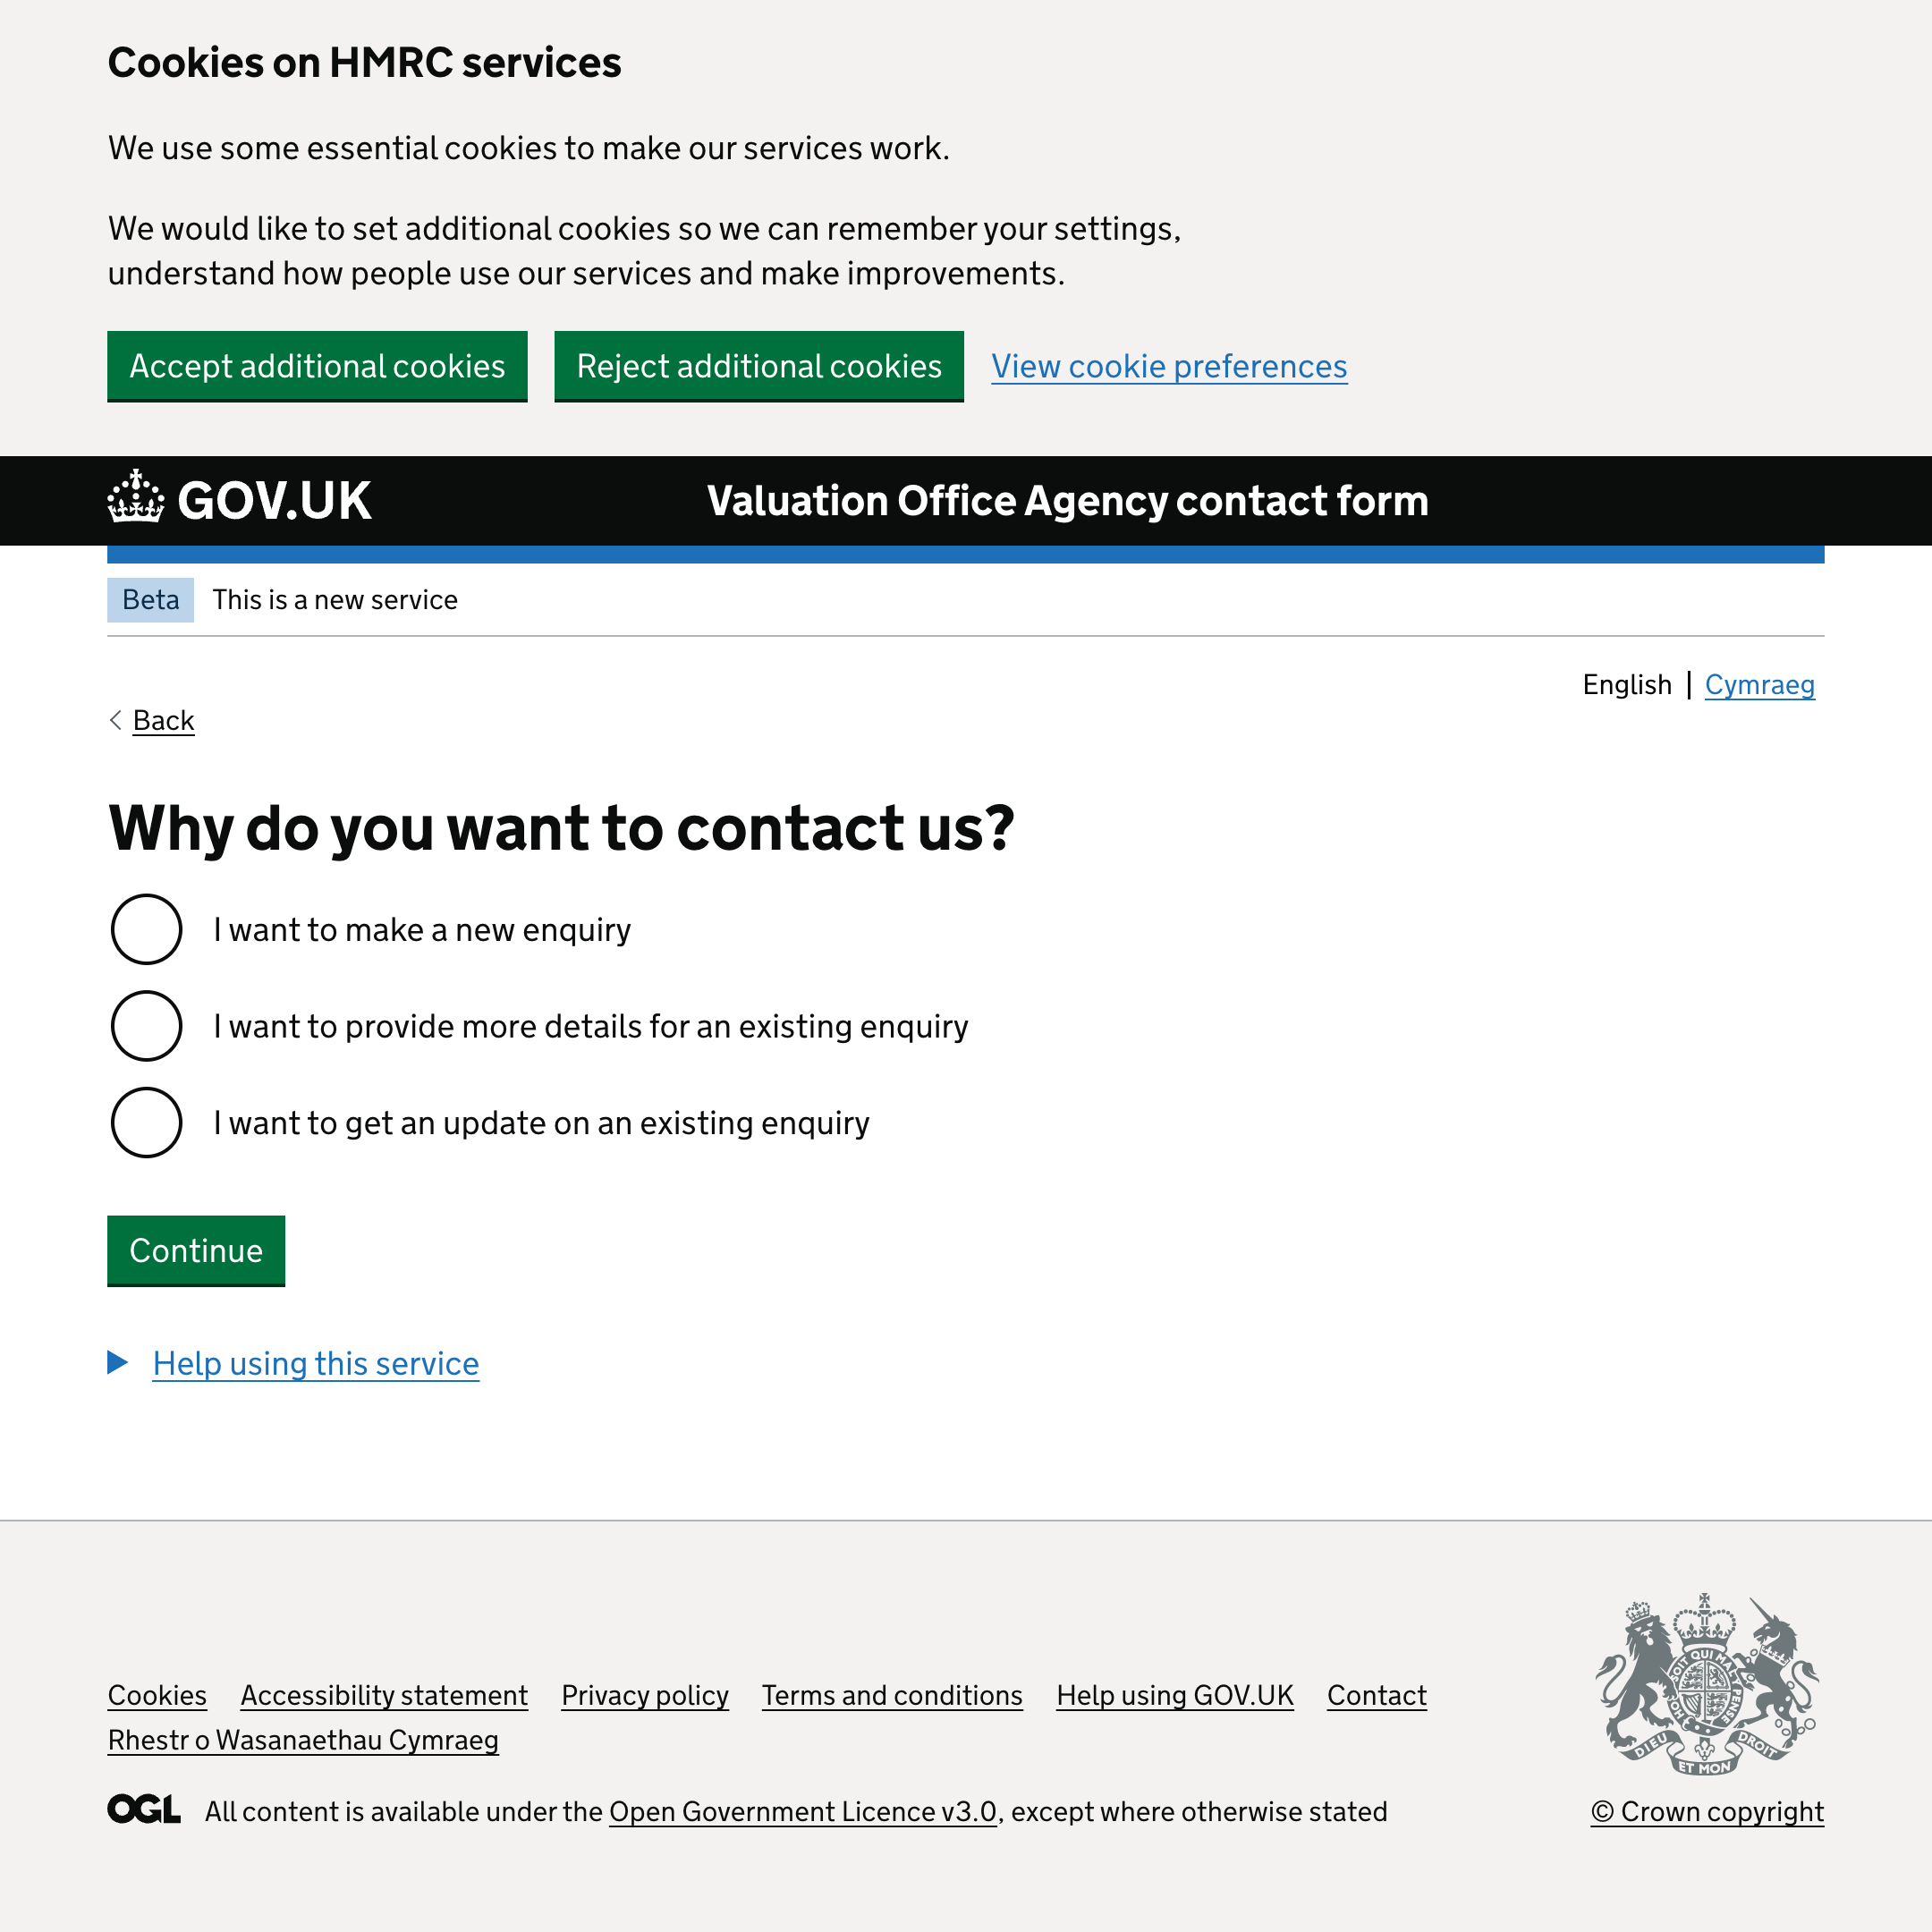 Cookies on HMRC services
We use some essential cookies to make our services work.
We would like to set additional cookies so we can remember your settings,
understand how people use our services and make improvements.
Accept additional cookies Reject additional cookies View cookie preferences
GOV.UK Valuation Office Agency contact form
Beta This is a new service
English | Cymraeg
Back
Why do you want to contact us?
I want to make a new enquiry
I want to provide more details for an existing enquiry
I want to get an update on an existing enquiry
Continue
Help using this service
Cookies Accessibility statement Privacy policy Terms and conditions Help using GOV.UK Contact
Rhestr o Wasanaethau Cymraeg
DIEU ET MON DROIT
OGL All content is available under the Open Government Licence v3.0, except where otherwise stated
© Crown copyright